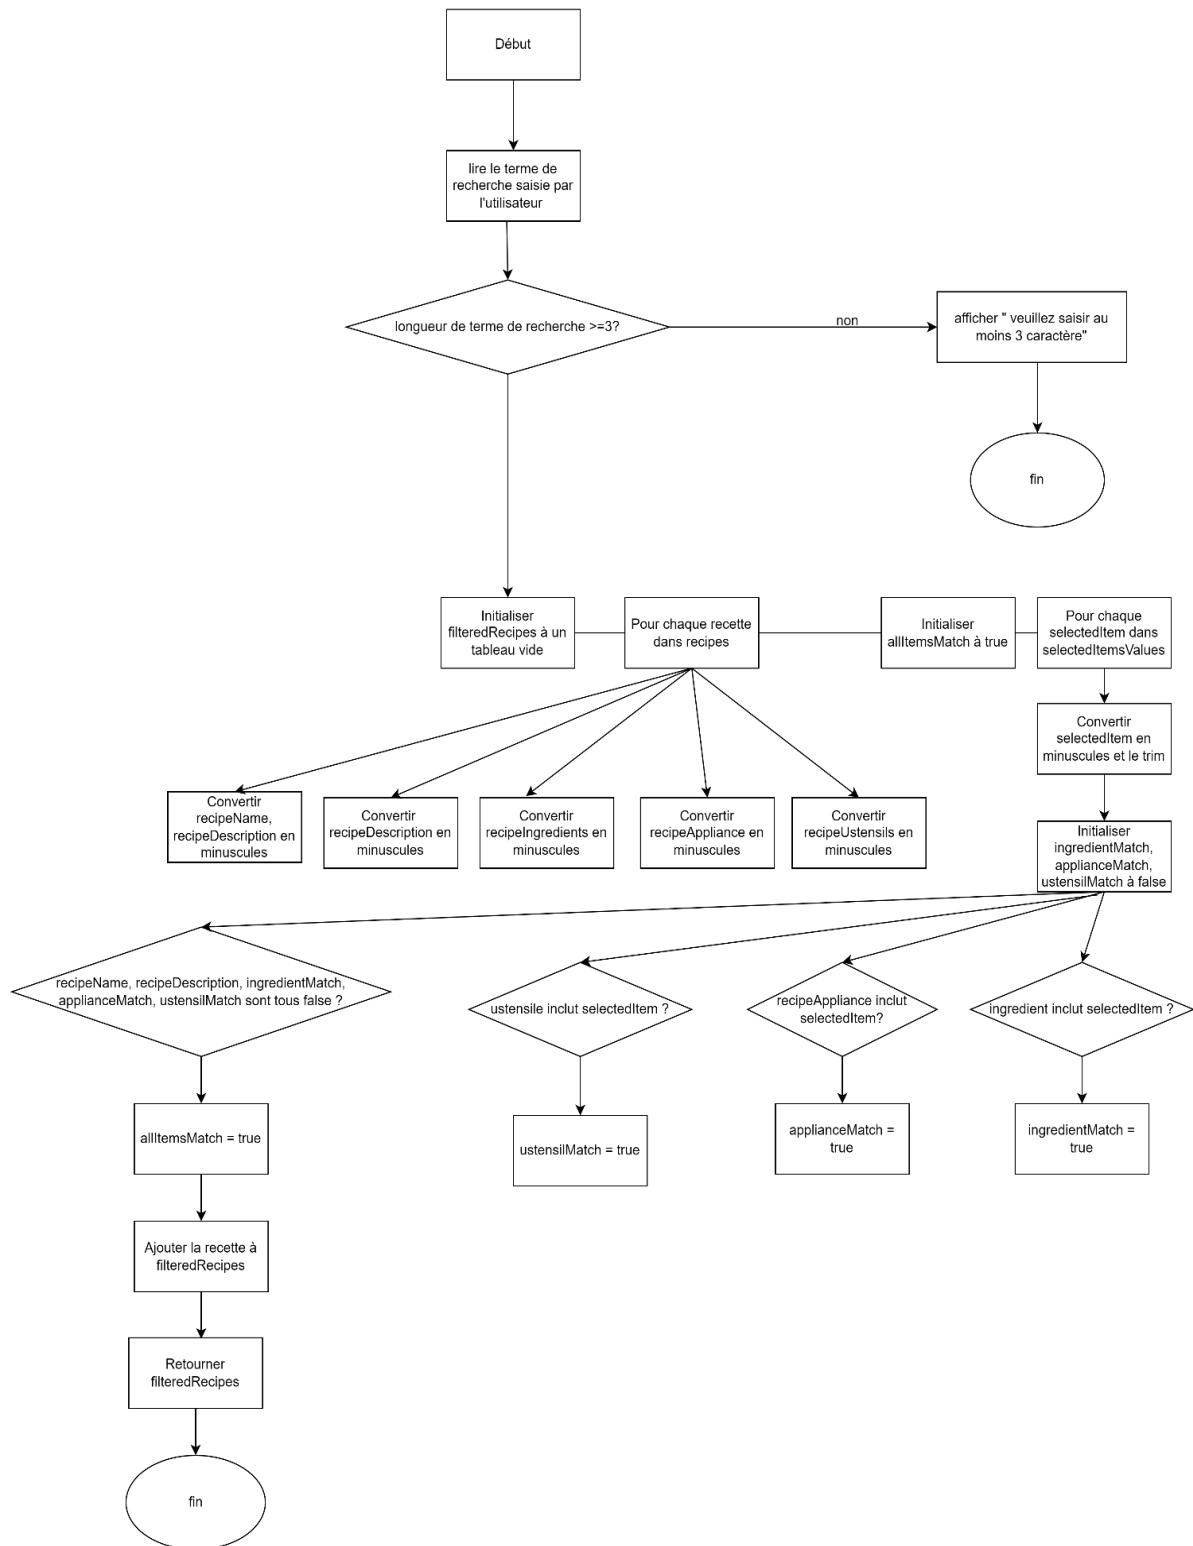 Début
lire le terme de
recherche saisie par
l'utilisateur
longueur de terme de recherche >=3?
non
afficher " veuillez saisir au
moins 3 caractère"
fin
Initialiser
filteredRecipes à un
tableau vide
Pour chaque recette
dans recipes
Initialiser
allItemsMatch à true
Pour chaque
selectedItem dans
selectedItemsValues
Convertir
selectedItem en
minuscules et le trim
Convertir
recipeName,
recipeDescription en
minuscules
Convertir
recipeDescription en
minuscules
Convertir
recipeIngredients en
minuscules
Convertir
recipeAppliance en
minuscules
Convertir
recipeUstensils en
minuscules
Initialiser
ingredientMatch,
applianceMatch,
ustensilMatch à false
recipeName, recipeDescription, ingredientMatch,
applianceMatch, ustensilMatch sont tous false ?
ustensile inclut selectedItem ?
recipeAppliance inclut
selectedItem?
ingredient inclut selectedItem ?
allItemsMatch = true
ustensilMatch = true
applianceMatch =
true
ingredientMatch =
true
Ajouter la recette à
filteredRecipes
Retourner
filteredRecipes
fin